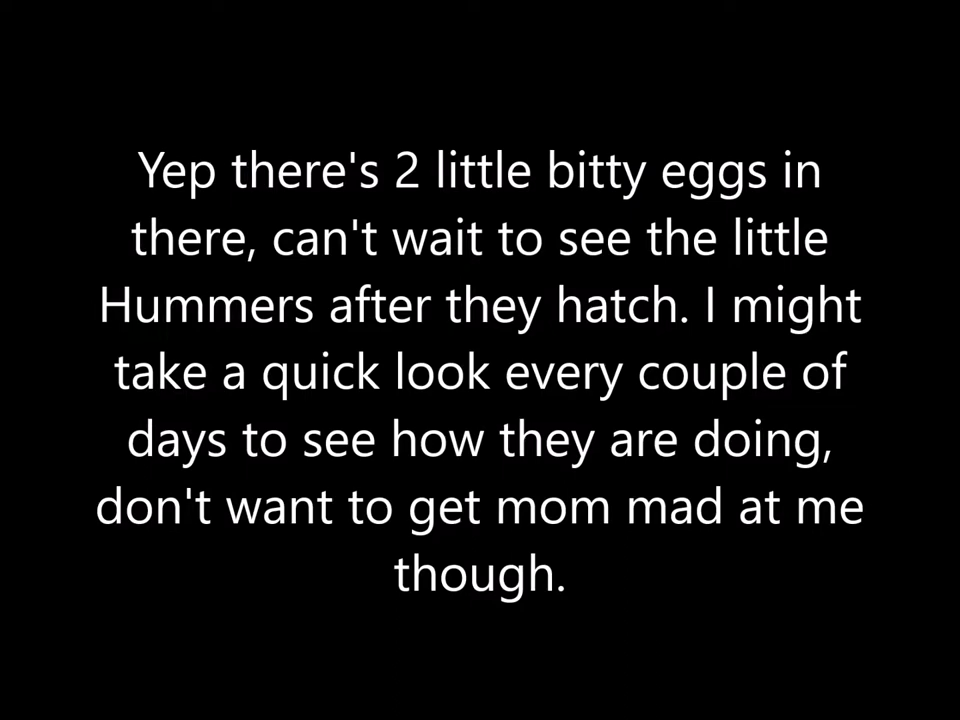 Yep there's 2 little bitty eggs in
there, can't wait to see the little
Hummers after they hatch. I might
take a quick look every couple of
days to see how they are doing,
don't want to get mom mad at me
though.